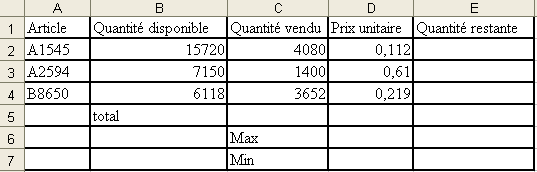 A B C D E
1 Article Quantité disponible Quantité vendu Prix unitaire Quantité restante
2 A1545 15720 4080 0,112
3 A2594 7150 1400 0,61
4 B8650 6118 3652 0,219
5 total
6 Max
7 Min